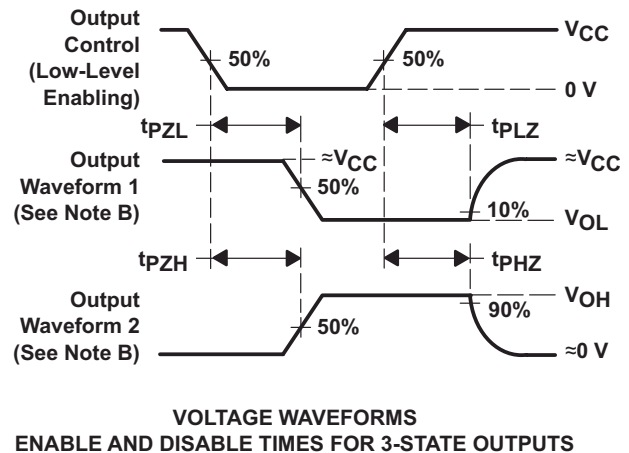 Output
Control
(Low-Level
Enabling)
50%
50%
VCC
0 V
tPZL
tPLZ
Output
Waveform 1
(See Note B)
≈VCC
50%
≈VCC
10%
VOL
tPZH
tPHZ
Output
Waveform 2
(See Note B)
50%
VOH
90%
≈0 V
VOLTAGE WAVEFORMS
ENABLE AND DISABLE TIMES FOR 3-STATE OUTPUTS